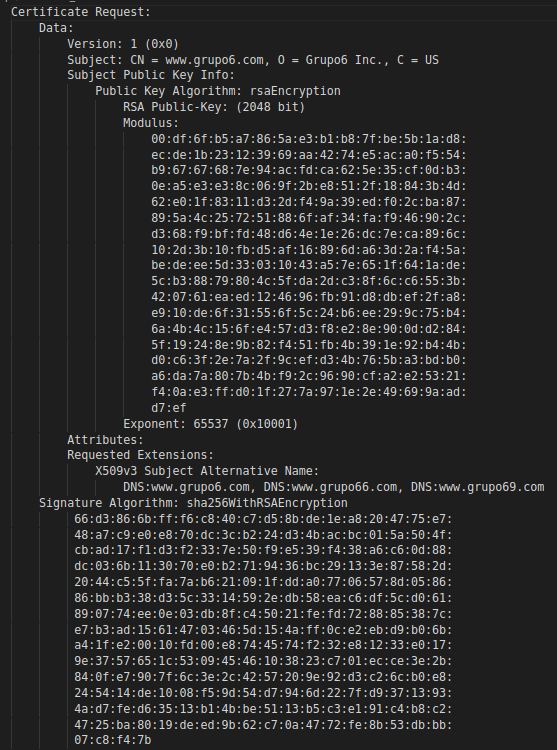 Certificate Request:
Data:
Version: 1 (0x0)
Subject: CN = www.grupo6.com, O = Grupo6 Inc., C = US
Subject Public Key Info:
Public Key Algorithm: rsaEncryption
RSA Public-Key: (2048 bit)
Modulus:
00:df:6f:b5:a7:86:5a:e3:b1:b8:7f:be:5b:1a:d8:
ec:de:1b:23:12:39:69:aa:42:74:e5:ac:a0:f5:54:
b9:67:67:68:7e:94:ac:fd:ca:62:5e:35:cf:0d:b3:
0e:a5:e3:e3:8c:06:9f:2b:e8:51:2f:18:84:3b:4d:
62:e0:1f:83:11:d3:2d:f4:9a:39:ed:f0:2c:ba:87:
89:5a:4c:25:72:51:88:6f:af:34:fa:f9:46:90:2c:
d3:68:f9:bf:fd:48:d6:4e:1e:26:dc:7e:ca:89:6c:
10:2d:3b:10:fb:d5:af:16:89:6d:a6:3d:2a:f4:5a:
be:de:ee:5d:33:03:10:43:a5:7e:65:1f:64:1a:de:
5c:b3:88:79:80:4c:5f:da:2d:c3:8f:6c:c6:55:3b:
42:07:61:ea:ed:12:46:96:fb:91:d8:db:ef:2f:a8:
e9:10:de:6f:31:55:6f:5c:24:b6:ee:29:9c:75:b4:
6a:4b:4c:15:6f:e4:57:d3:f8:e2:8e:90:0d:d2:84:
5f:19:24:8e:9b:82:f4:51:fb:4b:39:1e:92:b4:4b:
d0:c6:3f:2e:7a:2f:9c:ef:d3:4b:76:5b:a3:bd:b0:
a6:da:7a:80:7b:4b:f9:2c:96:90:cf:a2:e2:53:21:
f4:0a:e3:ff:d0:1f:27:7a:97:1e:2e:49:69:9a:ad:
d7:ef
Exponent: 65537 (0x10001)
Attributes:
Requested Extensions:
X509v3 Subject Alternative Name:
DNS:www.grupo6.com, DNS:www.grupo66.com, DNS:www.grupo69.com
Signature Algorithm: sha256WithRSAEncryption
66:d3:86:6b:ff:f6:c8:40:c7:d5:8b:de:1e:a8:20:47:75:e7:
48:a7:c9:e0:e8:70:dc:3c:b2:24:d3:4b:ac:bc:01:5a:50:4f:
cb:ad:17:f1:d3:f2:33:7e:50:f9:e5:39:f4:38:a6:c6:0d:88:
dc:03:6b:11:30:70:e0:b2:71:94:36:bc:29:13:3e:87:58:2d:
20:44:c5:5f:fa:7a:b6:21:09:1f:dd:a0:77:06:57:8d:05:86:
86:bb:b3:38:d3:5c:33:14:59:2e:db:58:ea:c6:df:5c:d0:61:
89:07:74:ee:0e:03:db:8f:c4:50:21:fe:fd:72:88:85:38:7c:
e7:b3:ad:15:61:47:03:46:5d:15:4a:ff:0c:e2:eb:d9:b0:6b:
a4:1f:e2:00:10:fd:00:e8:74:45:74:f2:32:e8:12:33:e0:17:
9e:37:57:65:1c:53:09:45:46:10:38:23:c7:01:ec:ce:3e:2b:
84:0f:e7:90:7f:6c:3e:2c:42:57:20:9e:92:d3:c2:6c:b0:e8:
24:54:14:de:10:08:f5:9d:54:d7:94:6d:22:7f:d9:37:13:93:
4a:d7:fe:d6:35:13:b1:4b:be:51:13:b5:c3:e1:91:c4:b8:c2:
47:25:ba:80:19:de:ed:9b:62:c7:0a:47:72:fe:8b:53:db:bb:
07:c8:f4:7b